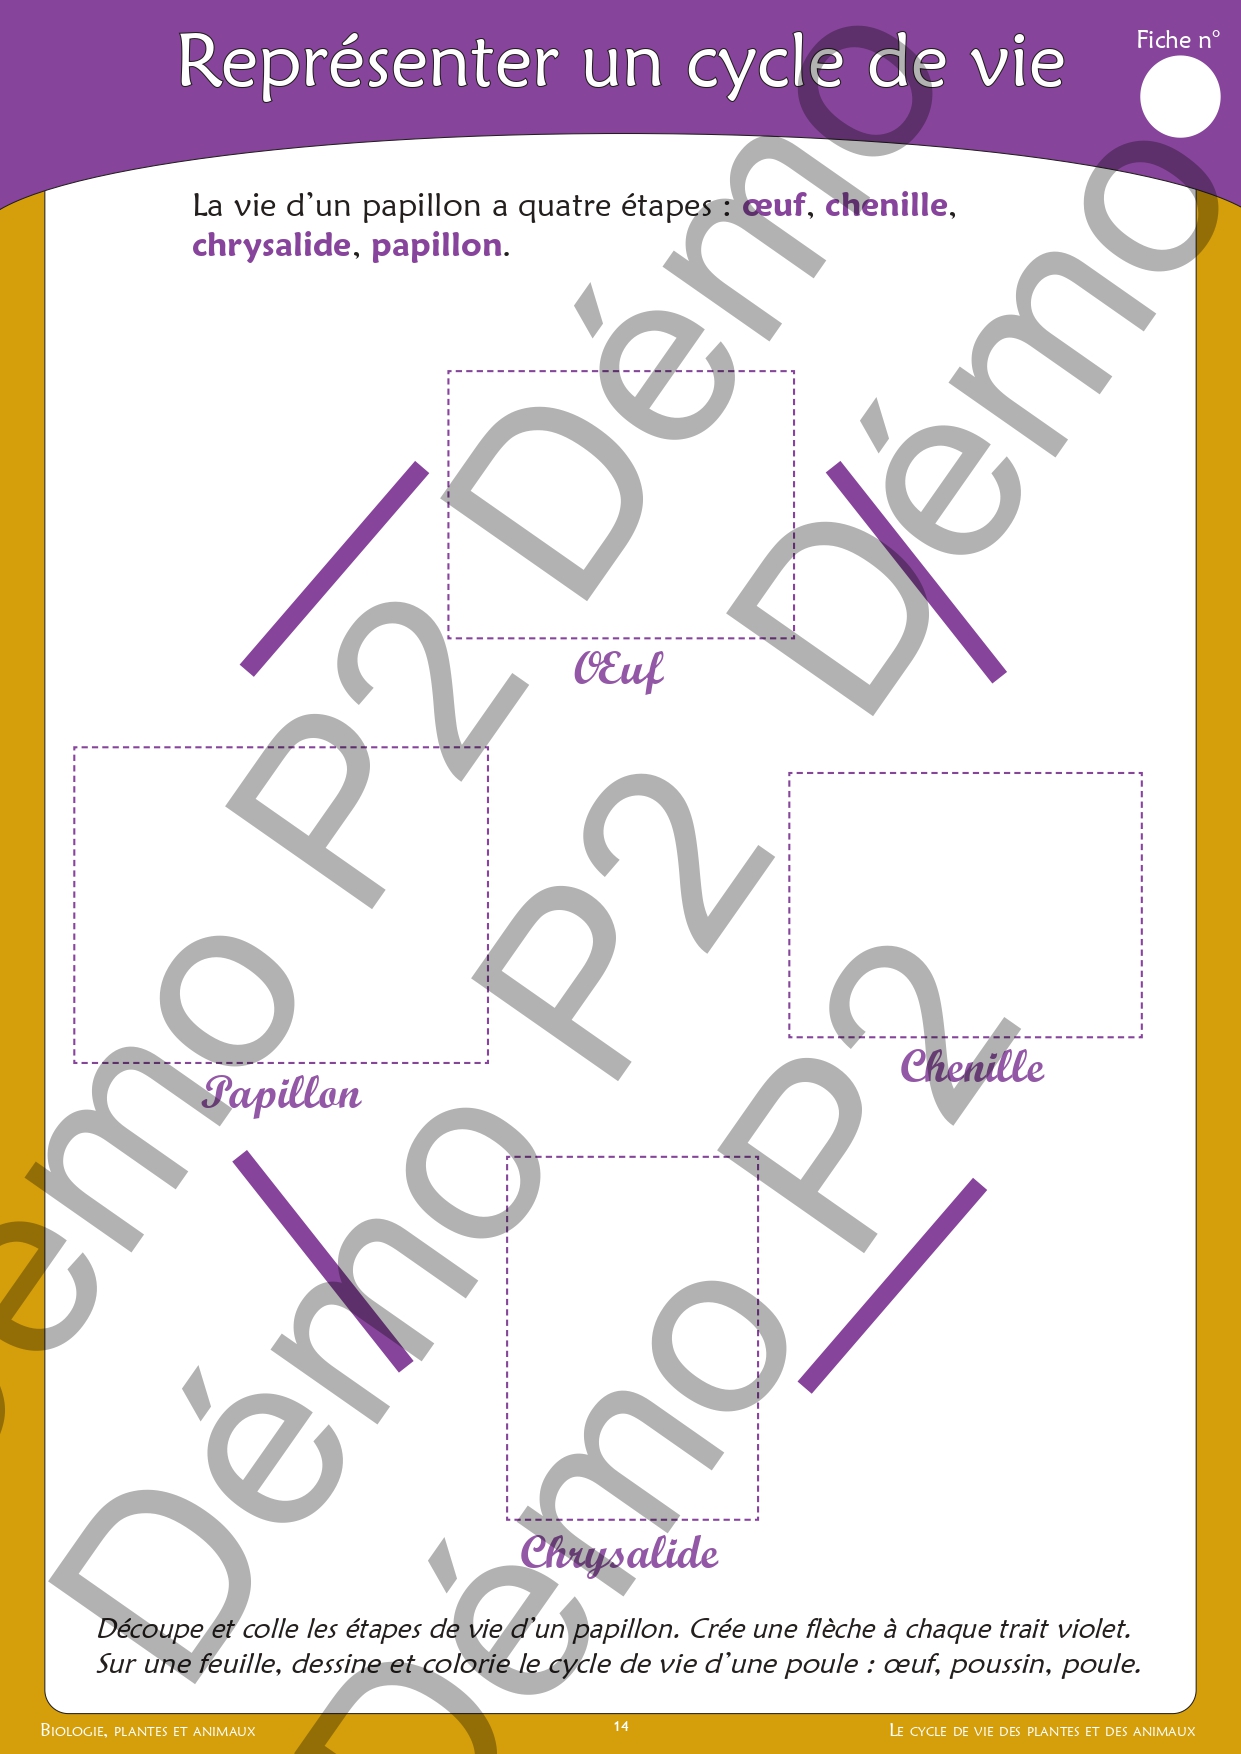 Représenter un cycle de vie
Fiche n°
La vie d’un papillon a quatre étapes : œuf, chenille,
chrysalide, papillon.
Œuf
Papillon
Chenille
Chrysalide
Découpe et colle les étapes de vie d’un papillon. Crée une flèche à chaque trait violet.
Sur une feuille, dessine et colorie le cycle de vie d’une poule : œuf, poussin, poule.
Biologie, plantes et animaux
14
Le cycle de vie des plantes et des animaux
Démo P2 Démo
Démo P2 Démo
Démo P2